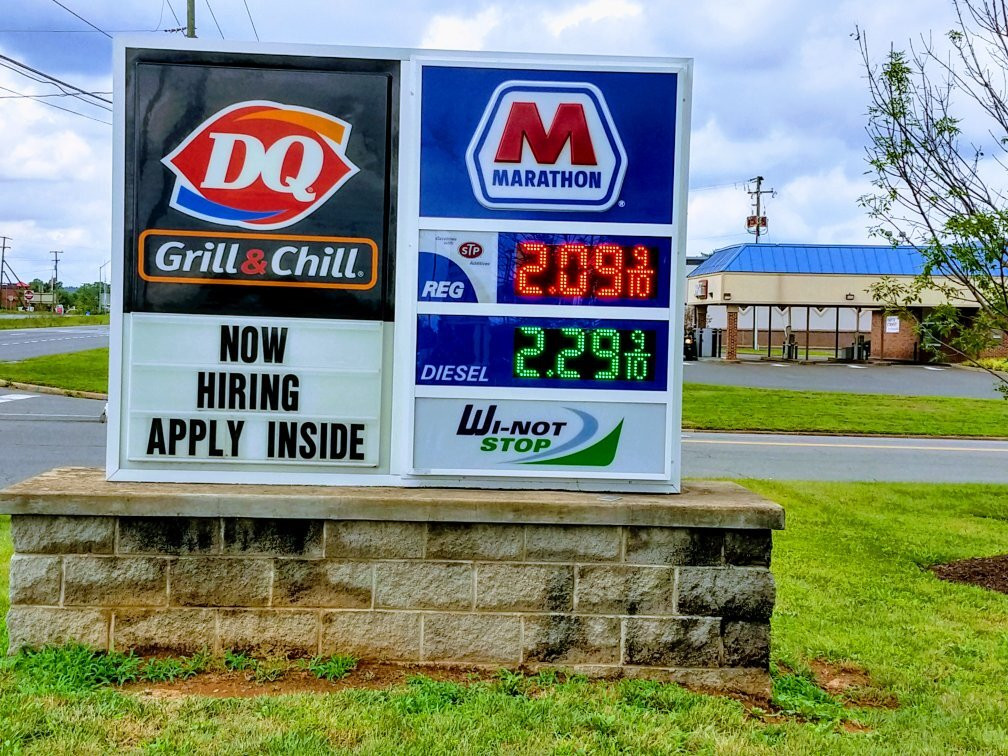 DQ
Grill & Chill
NOW
HIRING
APPLY INSIDE
M
MARATHON
STP
REG
2.09 9/10
DIESEL
2.29 9/10
WI-NOT
STOP